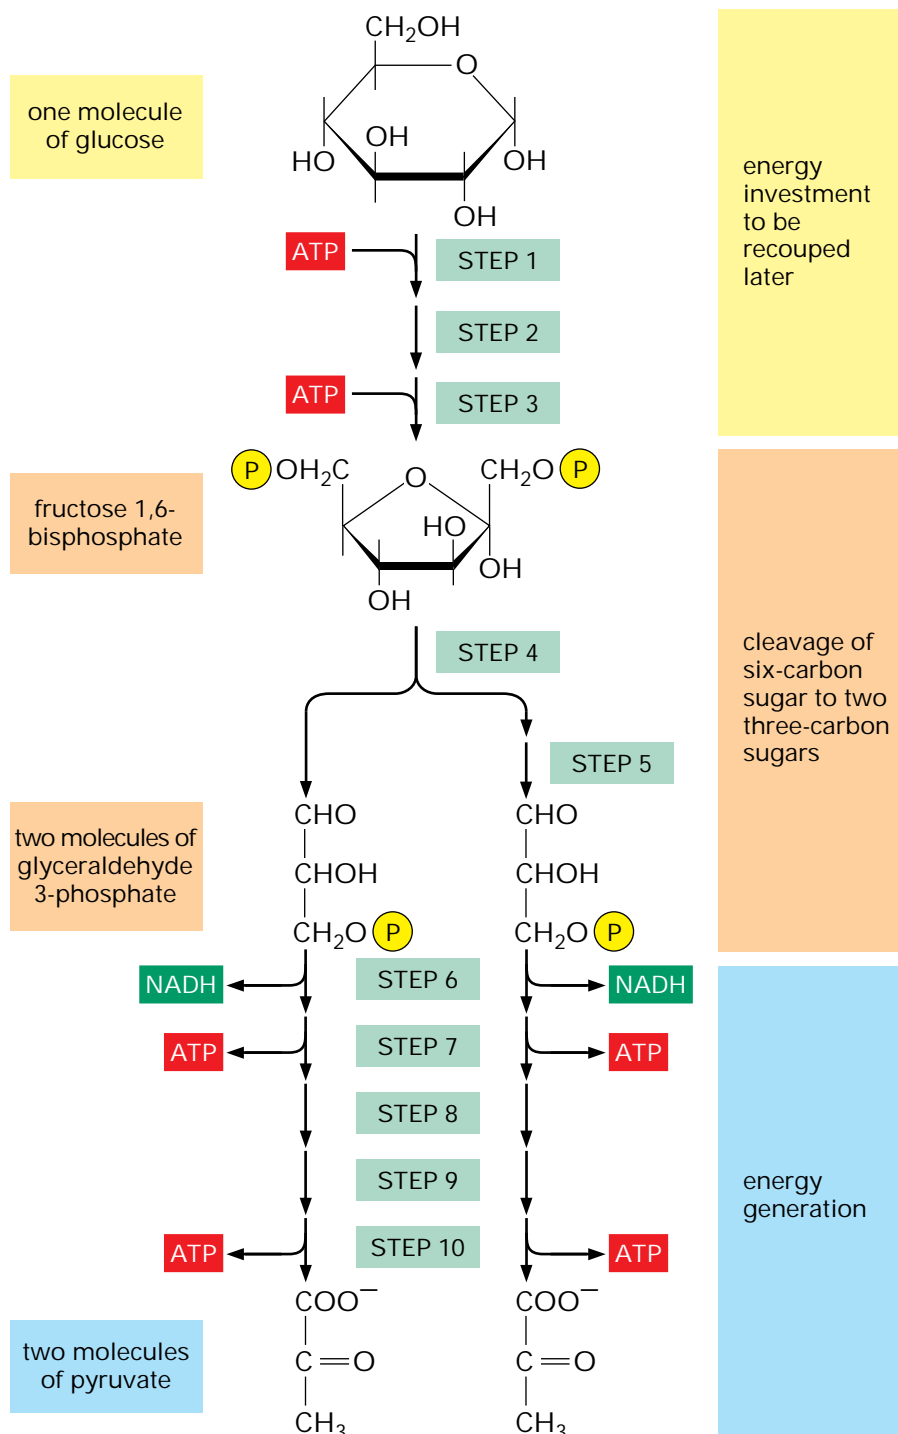 CH2OH
O
one molecule
of glucose
HO
OH
OH
OH
energy
investment
to be
recouped
later
ATP
STEP 1
STEP 2
ATP
STEP 3
P OH2C
O
CH2O P
fructose 1,6-
bisphosphate
HO
OH
OH
STEP 4
cleavage of
six-carbon
sugar to two
three-carbon
sugars
STEP 5
two molecules of
glyceraldehyde
3-phosphate
CHO
CHO
CHOH
CHOH
CH2O P
CH2O P
NADH
STEP 6
NADH
ATP
STEP 7
ATP
STEP 8
STEP 9
energy
generation
ATP
STEP 10
ATP
COO−
COO−
two molecules
of pyruvate
C=O
C=O
CH3
CH3